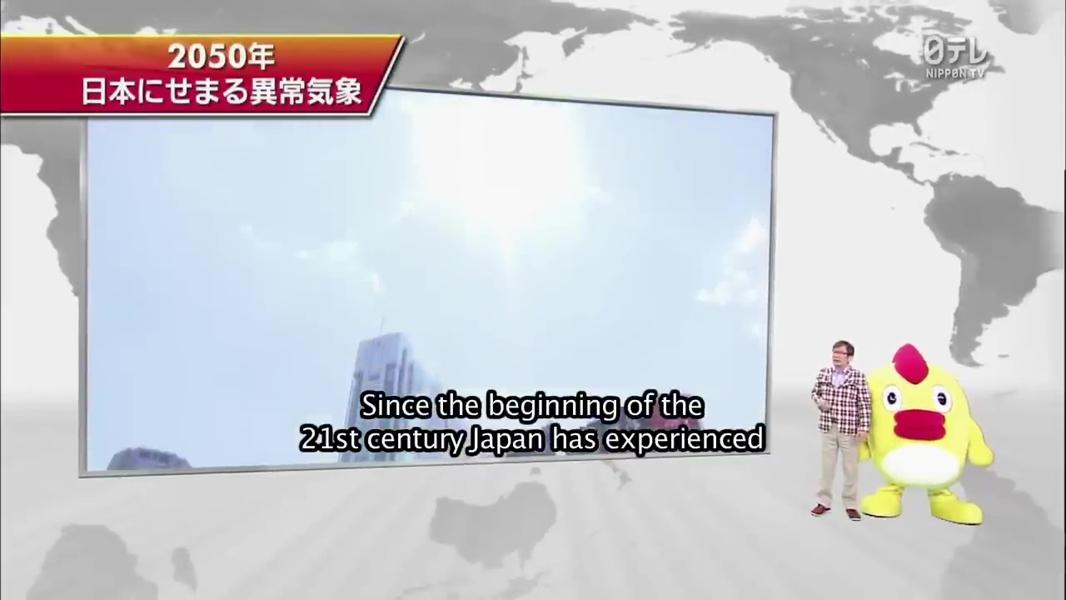 2050年
日本にせまる異常気象
日テレ
NIPPON TV
Since the beginning of the
21st century Japan has experienced